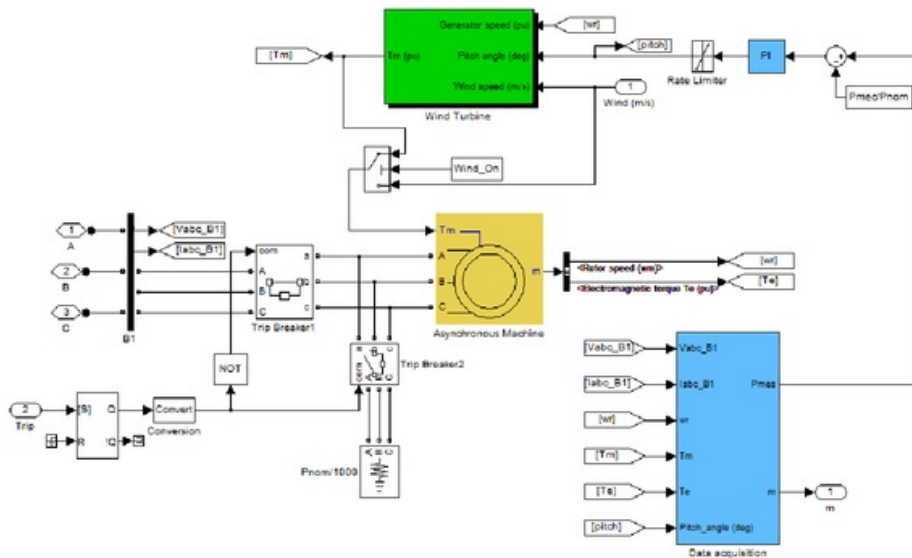 Generator speed (pu)
[wr]
[Tm]
Tm (pu)
Pitch angle (deg)
[pitch]
PI
Rate Limiter
Wind speed (m/s)
1
Wind (m/s)
Wind Turbine
Pmec/Pnom
Wind_On
1
A
[Vabc_B1]
[Iabc_B1]
com
Tm
2
B
A
B
C
a
A
B
C
m
<Rotor speed (wm)>
[wr]
<Electromagnetic torque Te (pu)>
[Te]
3
C
B1
Trip Breaker1
Asynchronous Machine
NOT
a
B
c
com
A
B
C
Trip Breaker2
2
Trip
[S]
Q
R
!Q
Convert
Conversion
Pnom/1000
A
B
C
[Vabc_B1]
Vabc_B1
[Iabc_B1]
Iabc_B1
Pmes
[wr]
wr
[Tm]
Tm
[Te]
Te
m
1
m
[pitch]
Pitch_angle (deg)
Data acquisition